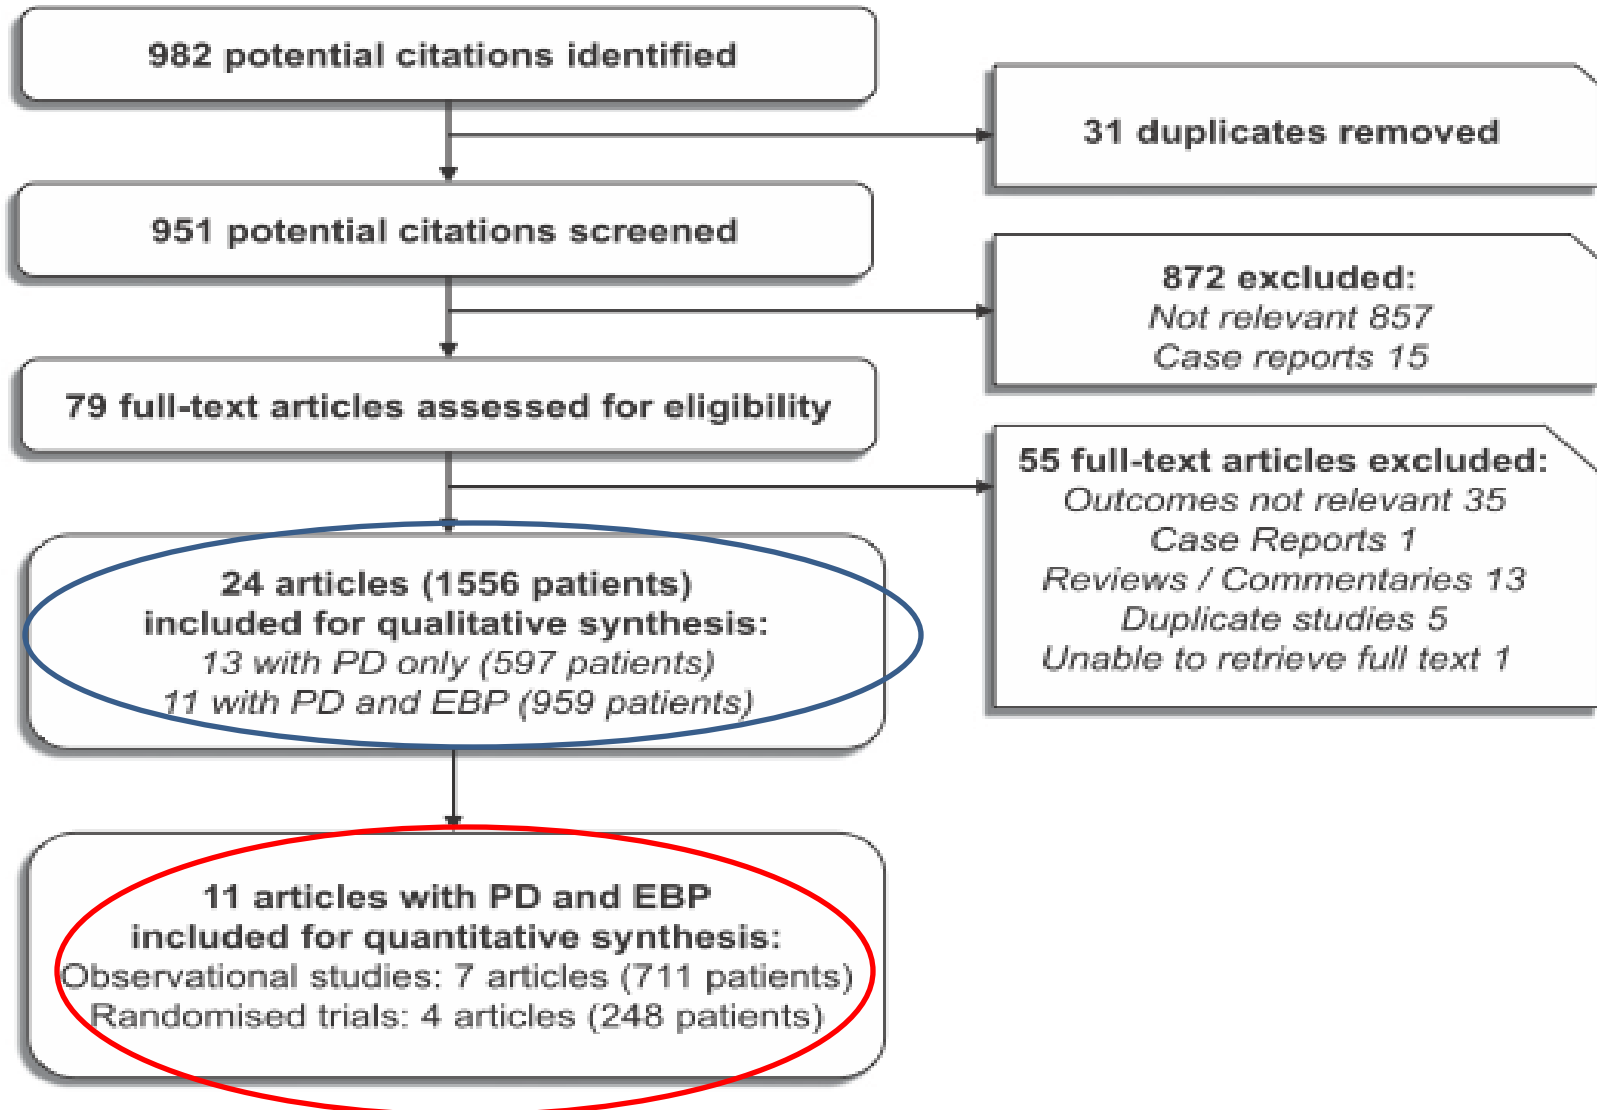 982 potential citations identified
31 duplicates removed
951 potential citations screened
872 excluded:
Not relevant 857
Case reports 15
79 full-text articles assessed for eligibility
55 full-text articles excluded:
Outcomes not relevant 35
Case Reports 1
Reviews / Commentaries 13
Duplicate studies 5
Unable to retrieve full text 1
24 articles (1556 patients)
included for qualitative synthesis:
13 with PD only (597 patients)
11 with PD and EBP (959 patients)
11 articles with PD and EBP
included for quantitative synthesis:
Observational studies: 7 articles (711 patients)
Randomised trials: 4 articles (248 patients)